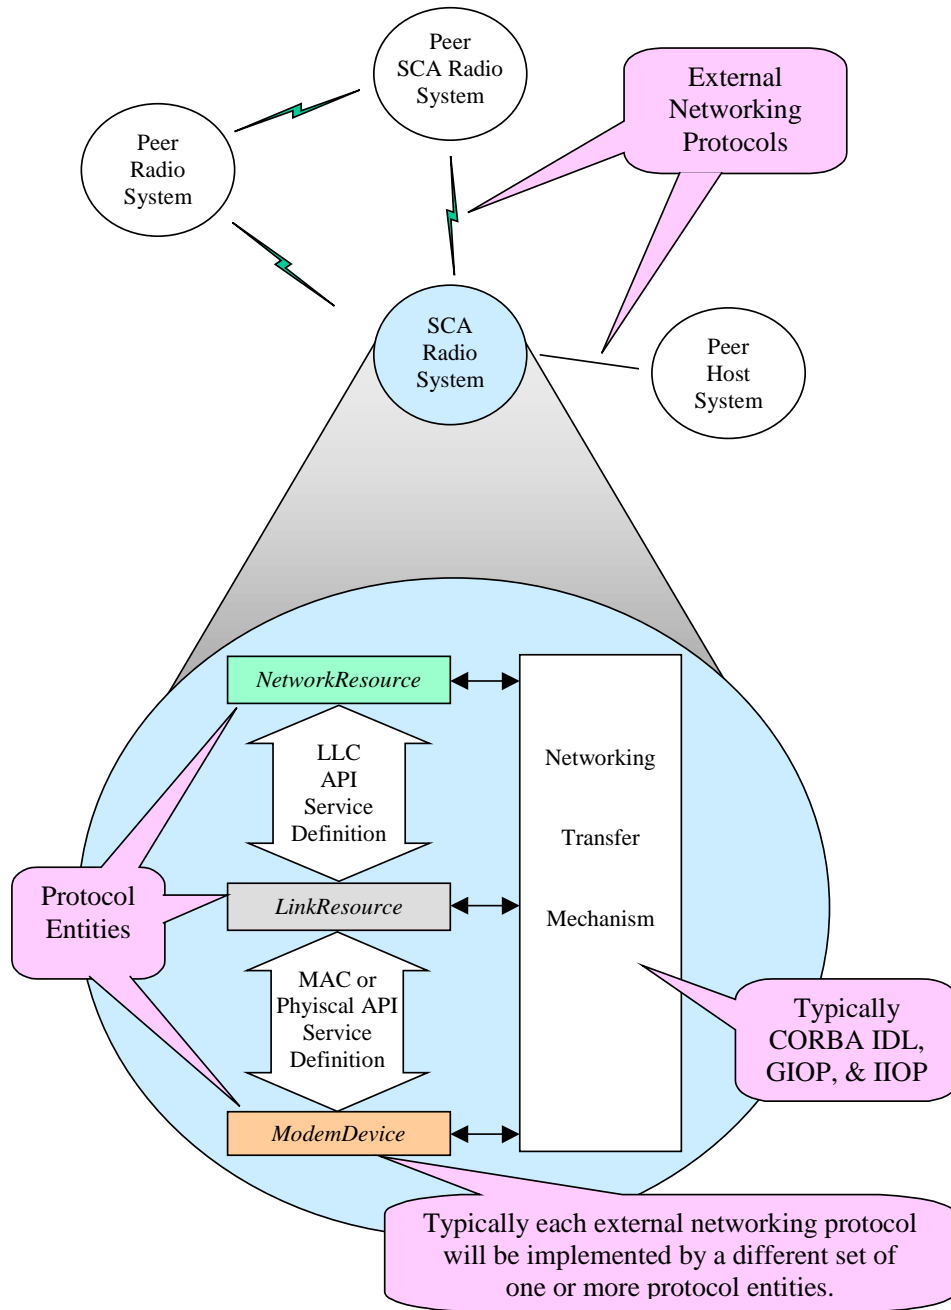 Peer
SCA Radio
System
External
Networking
Protocols
Peer
Radio
System
SCA
Radio
System
Peer
Host
System
NetworkResource
LLC
API
Service
Definition
Networking
Transfer
Mechanism
Protocol
Entities
LinkResource
MAC or
Phyiscal API
Service
Definition
Typically
CORBA IDL,
GIOP, & IIOP
ModemDevice
Typically each external networking protocol
will be implemented by a different set of
one or more protocol entities.